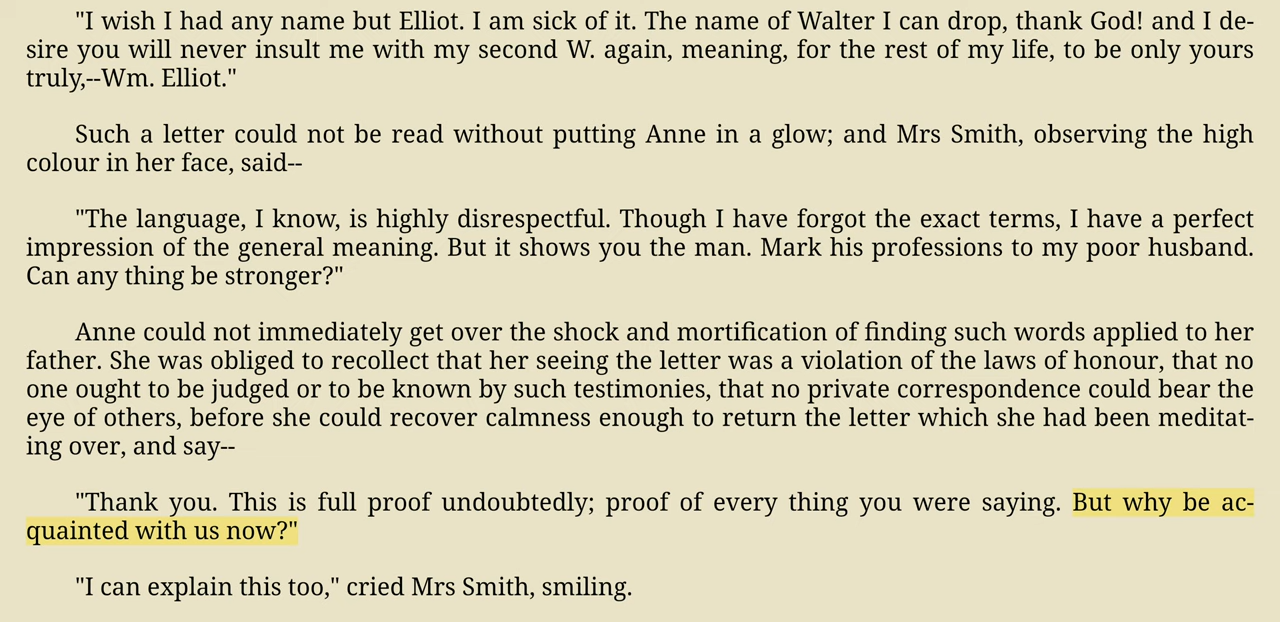 "I wish I had any name but Elliot. I am sick of it. The name of Walter I can drop, thank God! and I de-
sire you will never insult me with my second W. again, meaning, for the rest of my life, to be only yours
truly,--Wm. Elliot."
Such a letter could not be read without putting Anne in a glow; and Mrs Smith, observing the high
colour in her face, said--
"The language, I know, is highly disrespectful. Though I have forgot the exact terms, I have a perfect
impression of the general meaning. But it shows you the man. Mark his professions to my poor husband.
Can any thing be stronger?"
Anne could not immediately get over the shock and mortification of finding such words applied to her
father. She was obliged to recollect that her seeing the letter was a violation of the laws of honour, that no
one ought to be judged or to be known by such testimonies, that no private correspondence could bear the
eye of others, before she could recover calmness enough to return the letter which she had been meditat-
ing over, and say--
"Thank you. This is full proof undoubtedly; proof of every thing you were saying. But why be ac-
quainted with us now?"
"I can explain this too," cried Mrs Smith, smiling.